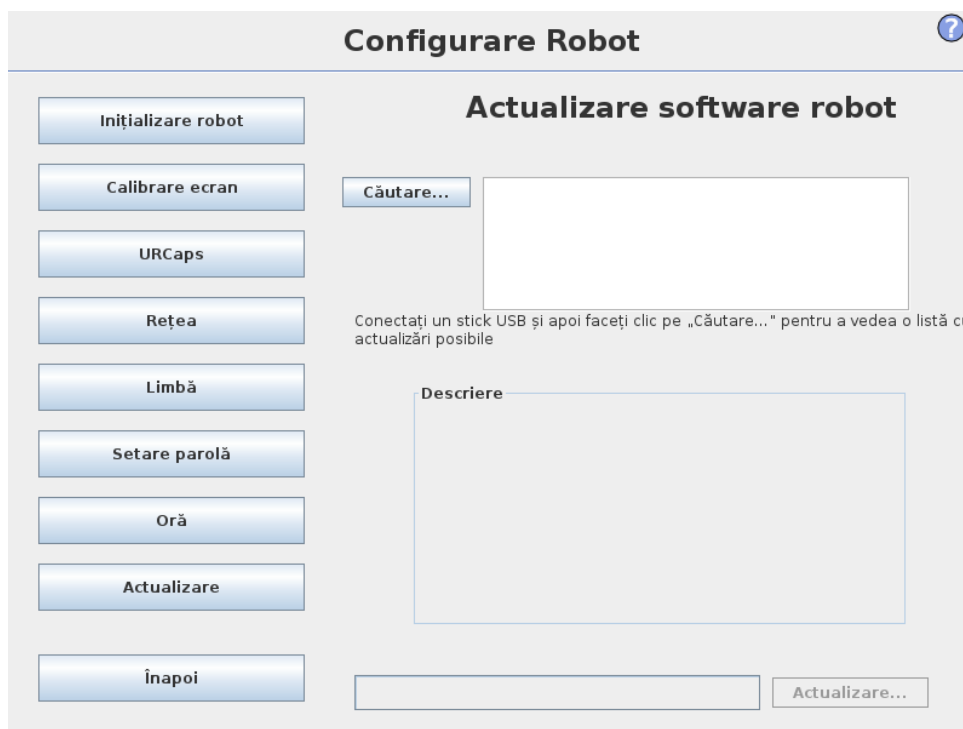 Configurare Robot
?
Inițializare robot
Calibrare ecran
URCaps
Rețea
Limbă
Setare parolă
Oră
Actualizare
Înapoi
Actualizare software robot
Căutare...
Conectați un stick USB și apoi faceți clic pe „Căutare..." pentru a vedea o listă cu
actualizări posibile
Descriere
Actualizare...